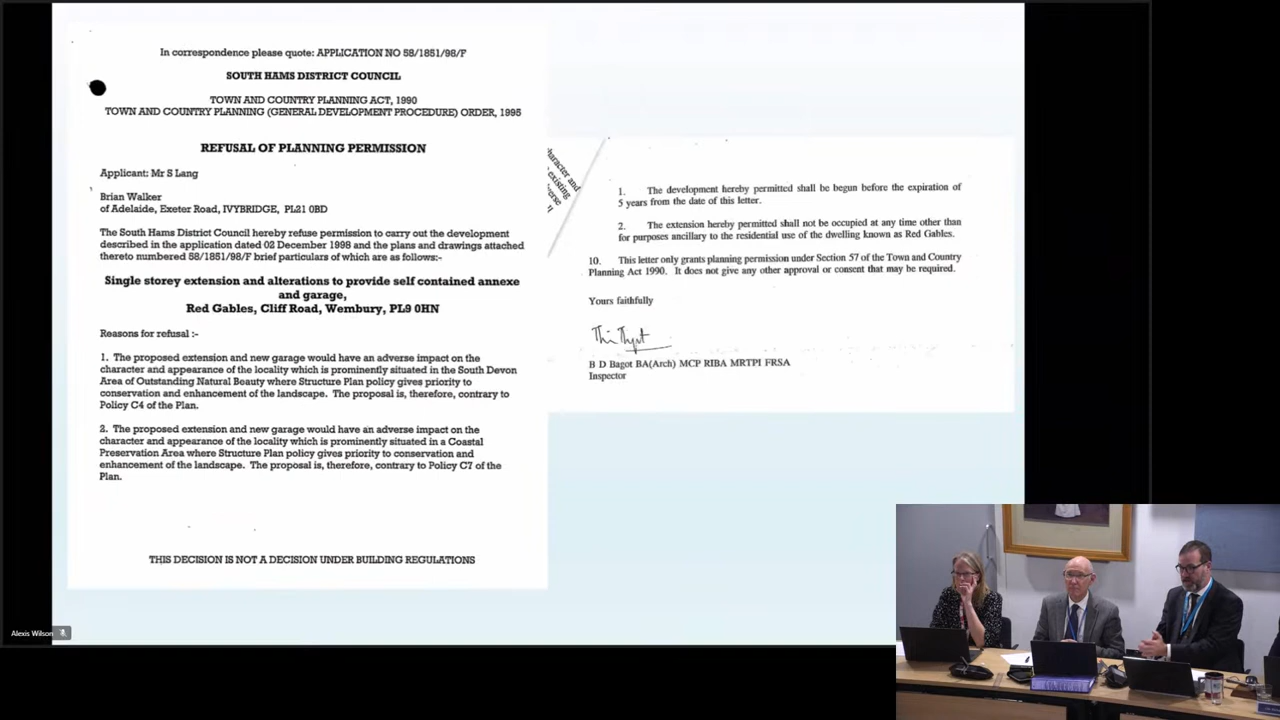 In correspondence please quote: APPLICATION NO 58/1851/98/F
SOUTH HAMS DISTRICT COUNCIL
TOWN AND COUNTRY PLANNING ACT, 1990
TOWN AND COUNTRY PLANNING (GENERAL DEVELOPMENT PROCEDURE) ORDER, 1995
REFUSAL OF PLANNING PERMISSION
Applicant: Mr S Lang
Brian Walker
of Adelaide, Exeter Road, IVYBRIDGE, PL21 0BD
The South Hams District Council hereby refuse permission to carry out the development
described in the application dated 02 December 1998 and the plans and drawings attached
thereto numbered 58/1851/98/F brief particulars of which are as follows:-
Single storey extension and alterations to provide self contained annexe
and garage,
Red Gables, Cliff Road, Wembury, PL9 0HN
Reasons for refusal :-
1. The proposed extension and new garage would have an adverse impact on the
character and appearance of the locality which is prominently situated in the South Devon
Area of Outstanding Natural Beauty where Structure Plan policy gives priority to
conservation and enhancement of the landscape. The proposal is, therefore, contrary to
Policy C4 of the Plan.
2. The proposed extension and new garage would have an adverse impact on the
character and appearance of the locality which is prominently situated in a Coastal
Preservation Area where Structure Plan policy gives priority to conservation and
enhancement of the landscape. The proposal is, therefore, contrary to Policy C7 of the
Plan.
THIS DECISION IS NOT A DECISION UNDER BUILDING REGULATIONS
character and
existing
1. The development hereby permitted shall be begun before the expiration of
5 years from the date of this letter.
2. The extension hereby permitted shall not be occupied at any time other than
for purposes ancillary to the residential use of the dwelling known as Red Gables.
10. This letter only grants planning permission under Section 57 of the Town and Country
Planning Act 1990. It does not give any other approval or consent that may be required.
Yours faithfully
B D Bagot BA(Arch) MCP RIBA MRTPI FRSA
Inspector
Alexis Wilson